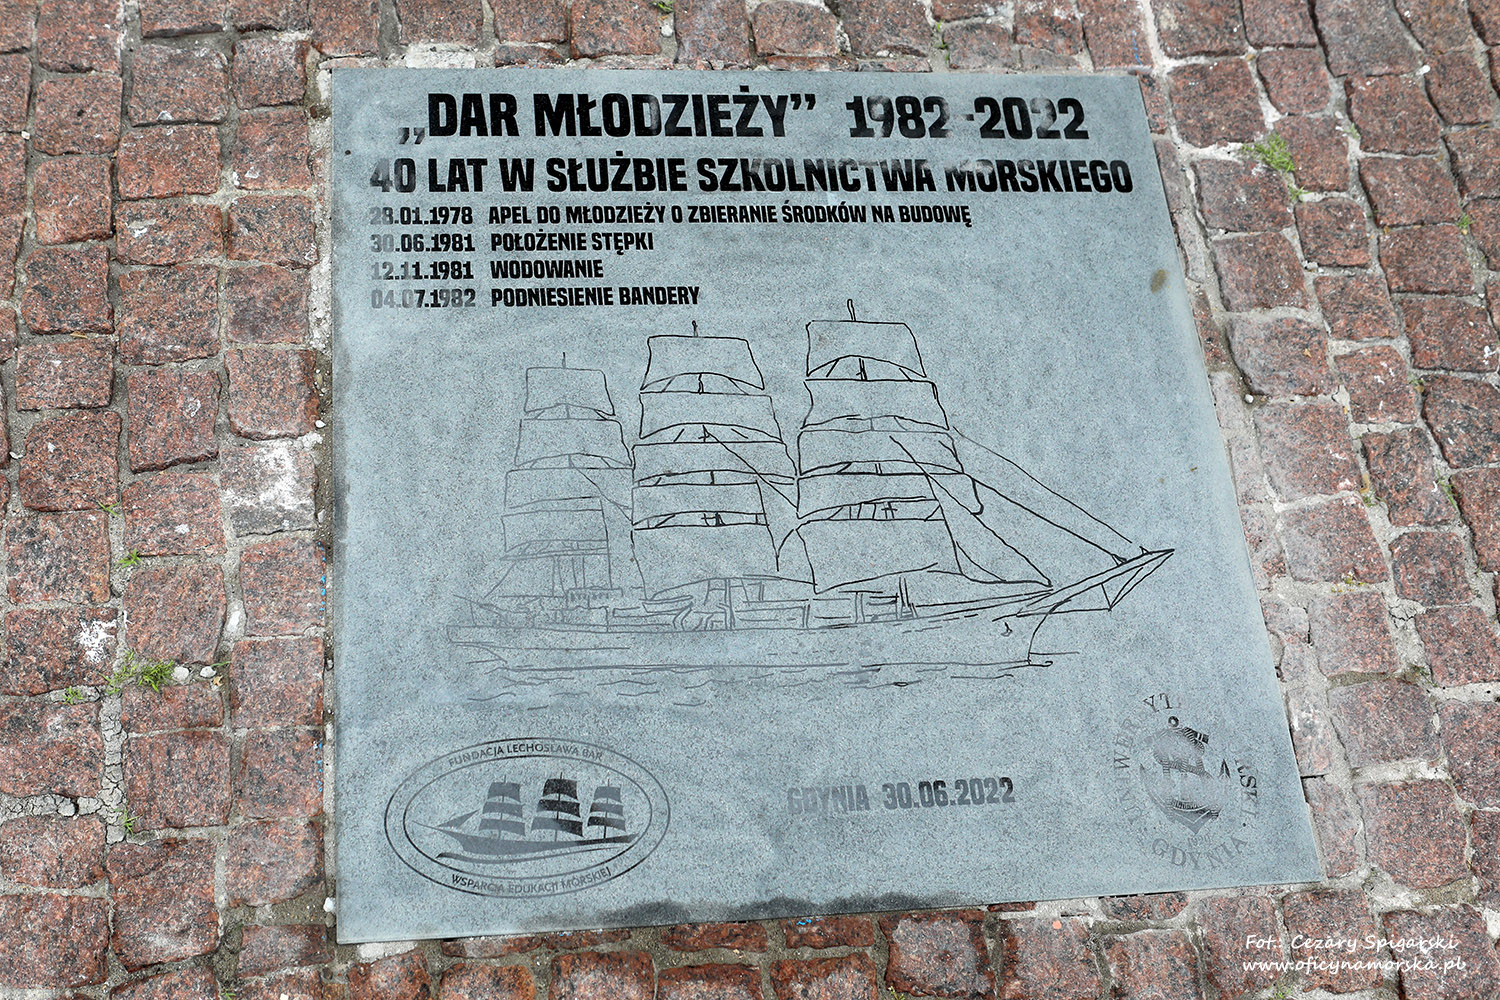 „DAR MŁODZIEŻY” 1982-2022
40 LAT W SŁUŻBIE SZKOLNICTWA MORSKIEGO
28.01.1978 APEL DO MŁODZIEŻY O ZBIERANIE ŚRODKÓW NA BUDOWĘ
30.06.1981 POŁOŻENIE STĘPKI
12.11.1981 WODOWANIE
04.07.1982 PODNIESIENIE BANDERY
FUNDACJA LECHOSŁAWA BAR
WSPARCIA EDUKACJI MORSKIEJ
GDYNIA 30.06.2022
GDYNIA
Fot.: Cezary Spigarski
www.oficynamorska.pl